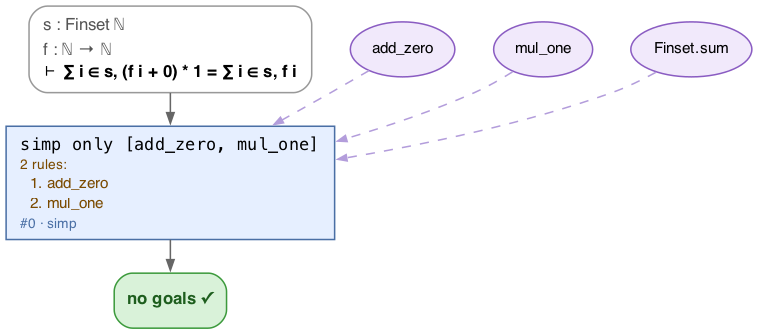 s : Finset ℕ
f : ℕ → ℕ
⊢ ∑ i ∈ s, (f i + 0) * 1 = ∑ i ∈ s, f i
add_zero
mul_one
Finset.sum
simp only [add_zero, mul_one]
2 rules:
1. add_zero
2. mul_one
#0 · simp
no goals ✓